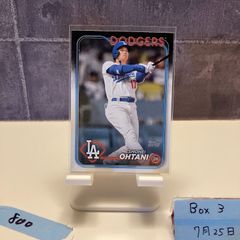 DODGERS
LA
SHOHEI
OHTANI
800
Box 3
7月25日